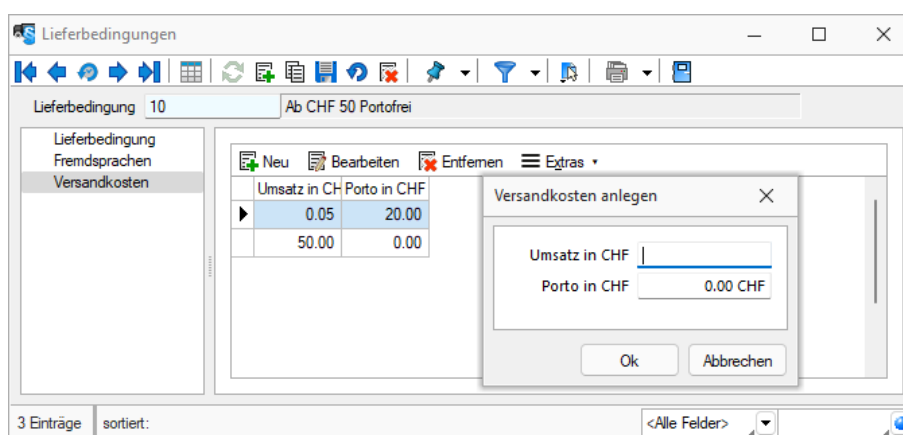 Lieferbedingungen
Lieferbedingung 10 Ab CHF 50 Portofrei
Lieferbedingung
Fremdsprachen
Versandkosten
Neu Bearbeiten Entfernen Extras
Umsatz in CH Porto in CHF
0.05 20.00
50.00 0.00
Versandkosten anlegen
Umsatz in CHF
Porto in CHF 0.00 CHF
Ok Abbrechen
3 Einträge sortiert: <Alle Felder>